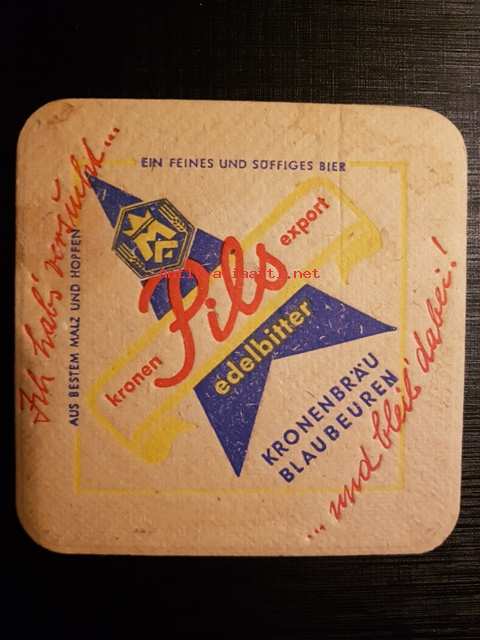 Ich hab's versucht...
EIN FEINES UND SÜFFIGES BIER
AUS BESTEM MALZ UND HOPFEN
kronen
Pils
export
edelbitter
KRONENBRÄU
BLAUBEUREN
... und bleib' dabei!